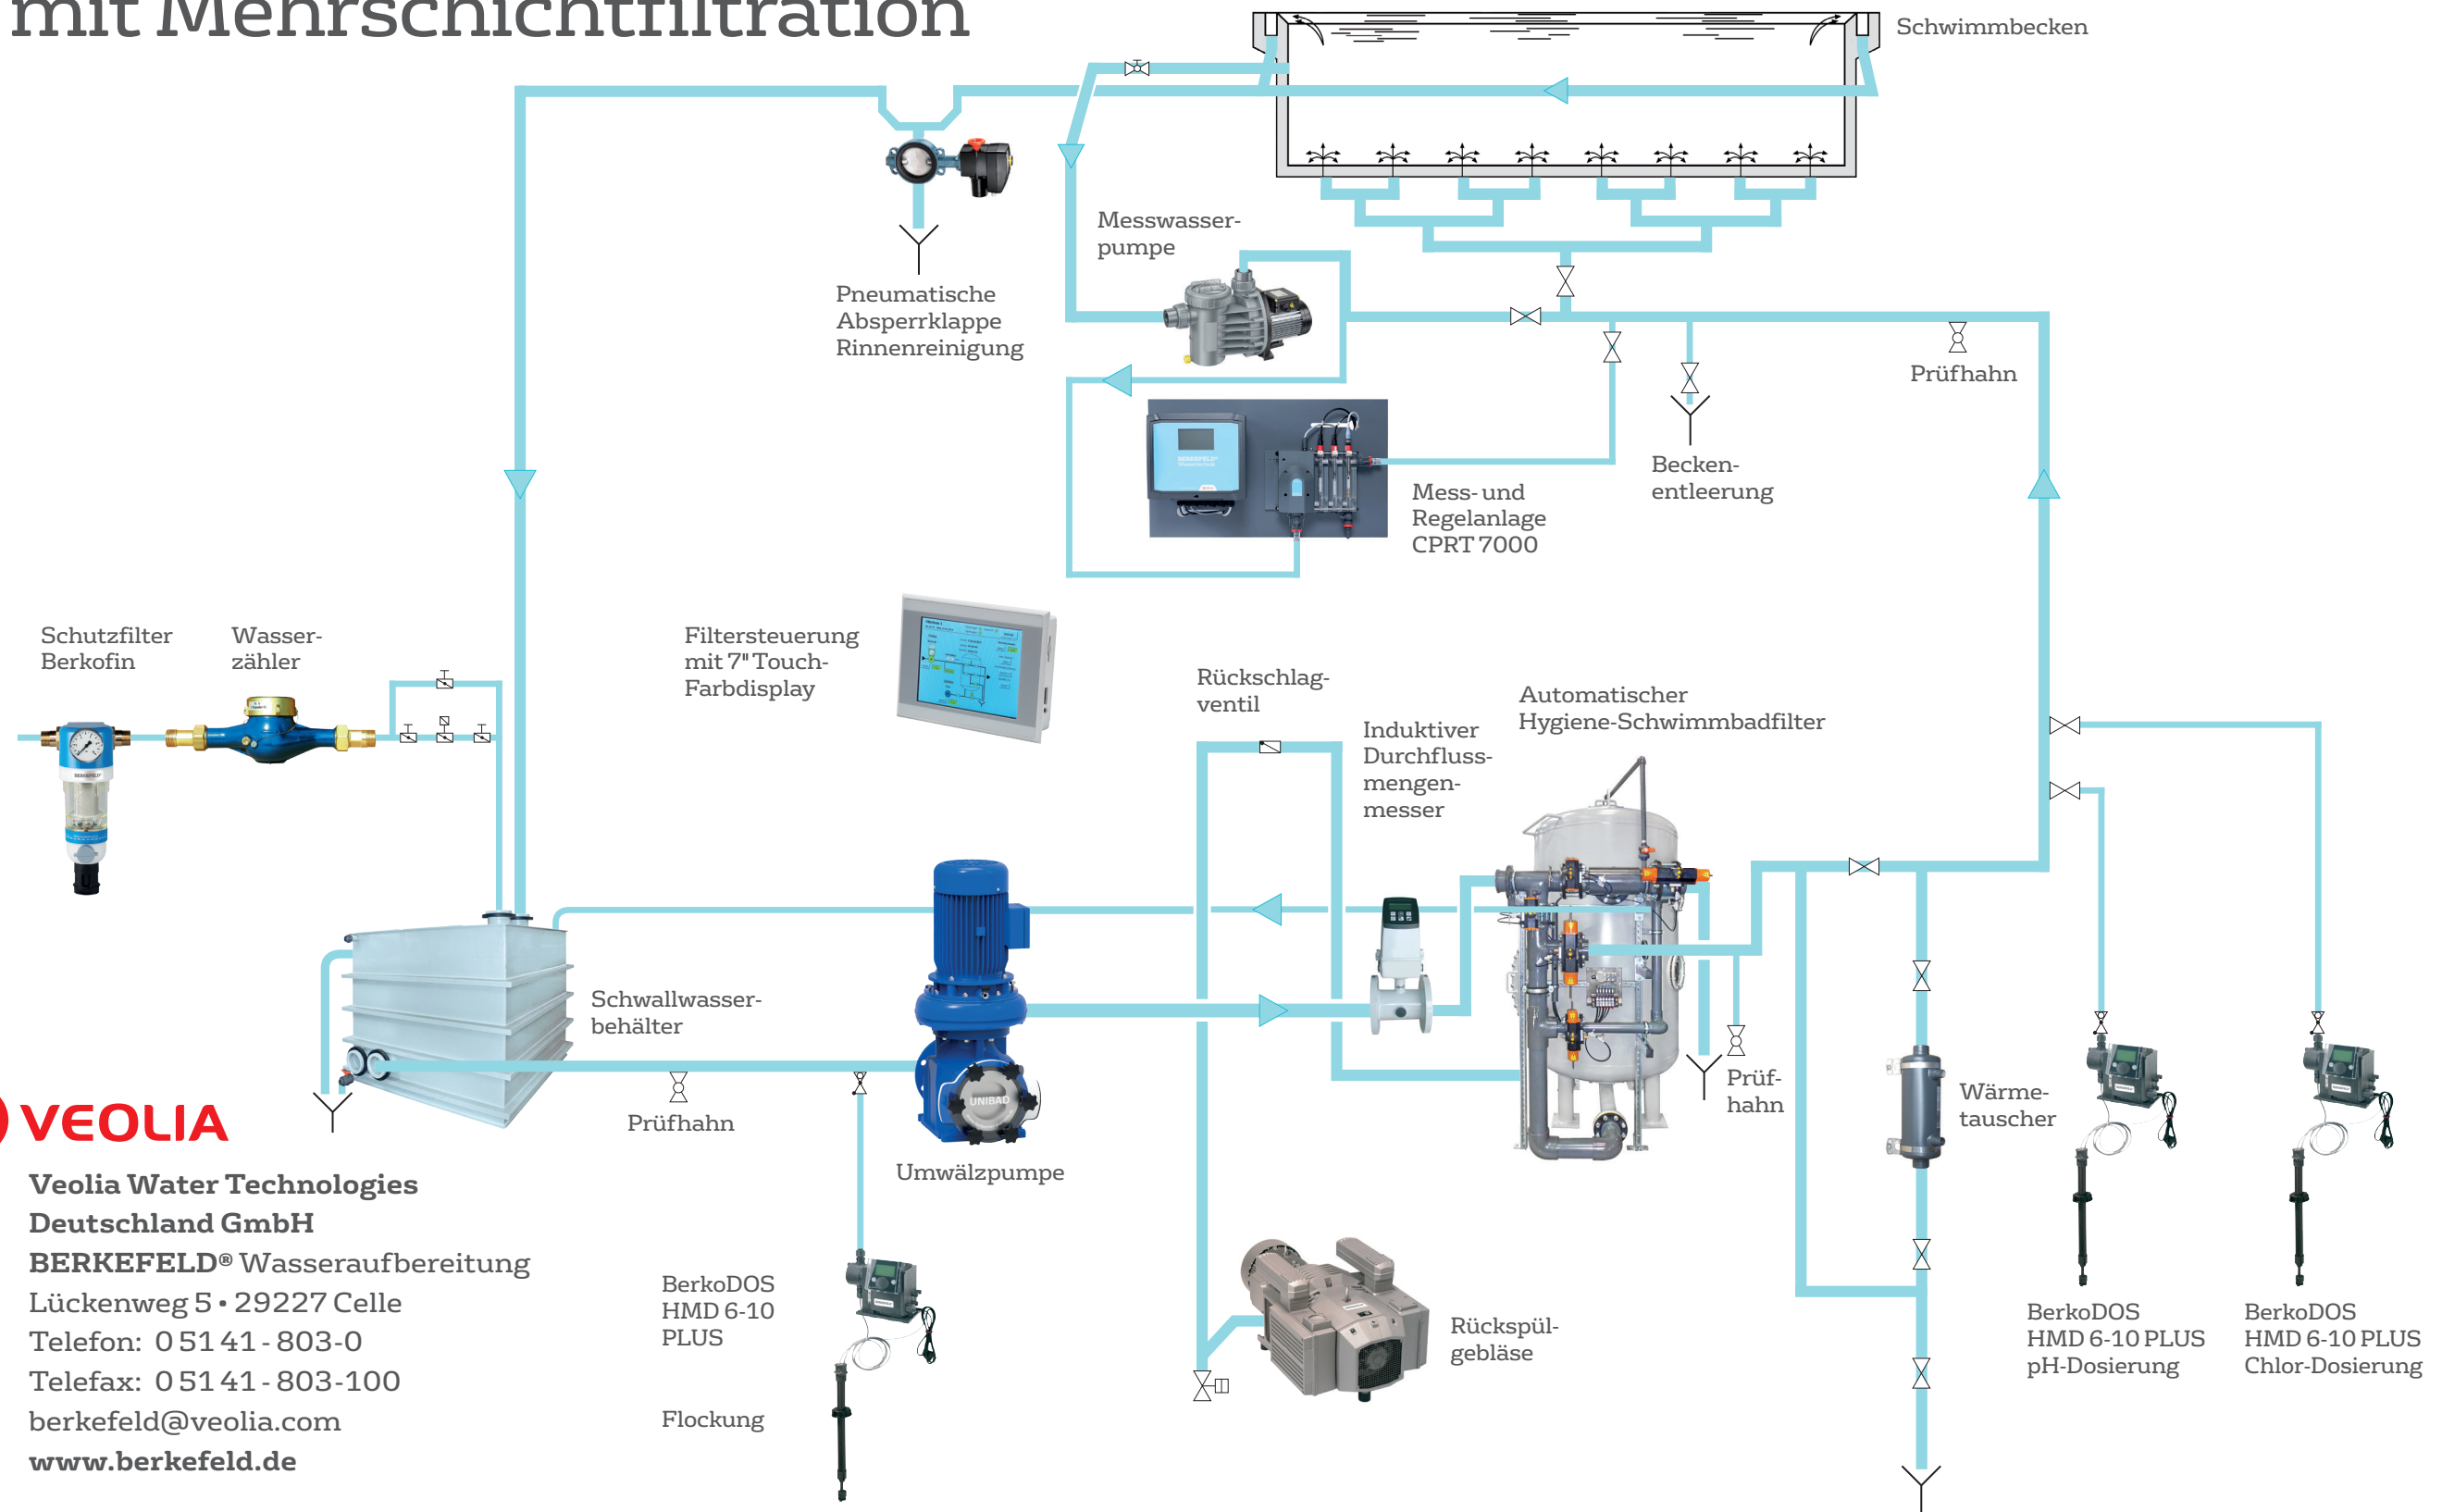 mit Mehrschichtfiltration
Schwimmbecken
Messwasser-
pumpe
Pneumatische
Absperrklappe
Rinnenreinigung
Prüfhahn
Becken-
entleerung
BERKEFELD®
Mess- und
Regelanlage
CPRT 7000
Schutzfilter
Berkofin
Wasser-
zähler
Filtersteuerung
mit 7" Touch-
Farbdisplay
Rückschlag-
ventil
Induktiver
Durchfluss-
mengen-
messer
Automatischer
Hygiene-Schwimmbadfilter
BERKEFELD
Schwallwasser-
behälter
Prüfhahn
UNIBAD
Umwälzpumpe
Prüf-
hahn
Wärme-
tauscher
VEOLIA
Veolia Water Technologies
Deutschland GmbH
BERKEFELD® Wasseraufbereitung
Lückenweg 5 • 29227 Celle
Telefon: 0 51 41 - 803-0
Telefax: 0 51 41 - 803-100
berkefeld@veolia.com
www.berkefeld.de
BerkoDOS
HMD 6-10
PLUS
Flockung
Rückspül-
gebläse
BerkoDOS
HMD 6-10 PLUS
pH-Dosierung
BerkoDOS
HMD 6-10 PLUS
Chlor-Dosierung